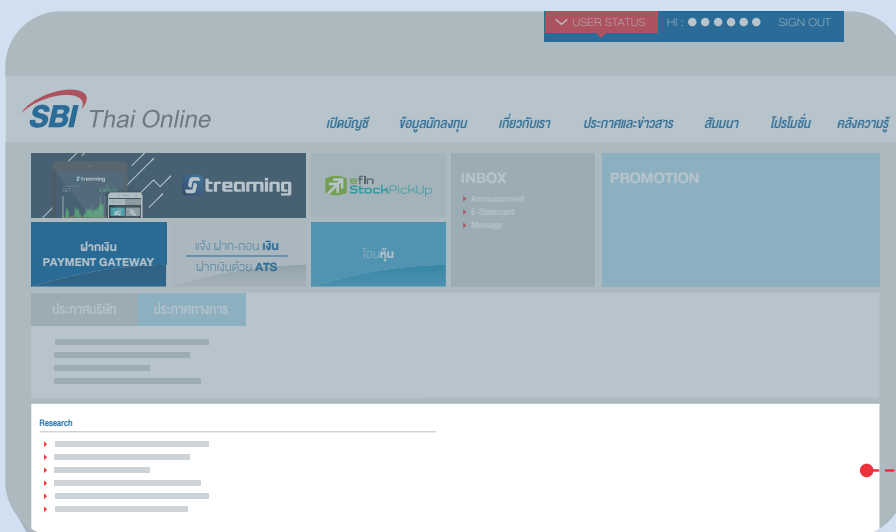 USER STATUS HI : ●●●●●● SIGN OUT
SBI Thai Online
เปิดบัญชี ข้อมูลนักลงทุน เกี่ยวกับเรา ประกาศและข่าวสาร สัมมนา โปรโมชั่น คลังความรู้
Streaming
Streaming
efin
StockPickUp
INBOX
Announcement
E-Statement
Message
PROMOTION
ฝากเงิน
PAYMENT GATEWAY
แจ้ง ฝาก-ถอน เงิน
ฝากเงินด้วย ATS
โอนหุ้น
ประกาศบริษัท ประกาศทางการ
Research